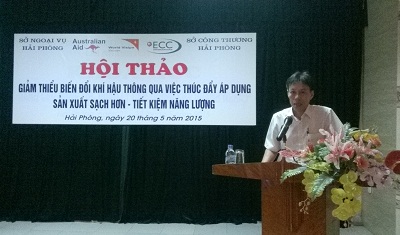 SỞ NGOẠI VỤ
HẢI PHÒNG
Australian
Aid
World Vision
ECC
SỞ CÔNG THƯƠNG
HẢI PHÒNG
HỘI THẢO
GIẢM THIỂU BIẾN ĐỔI KHÍ HẬU THÔNG QUA VIỆC THÚC ĐẨY ÁP DỤNG
SẢN XUẤT SẠCH HƠN - TIẾT KIỆM NĂNG LƯỢNG
Hải Phòng, ngày 20 tháng 5 năm 2015